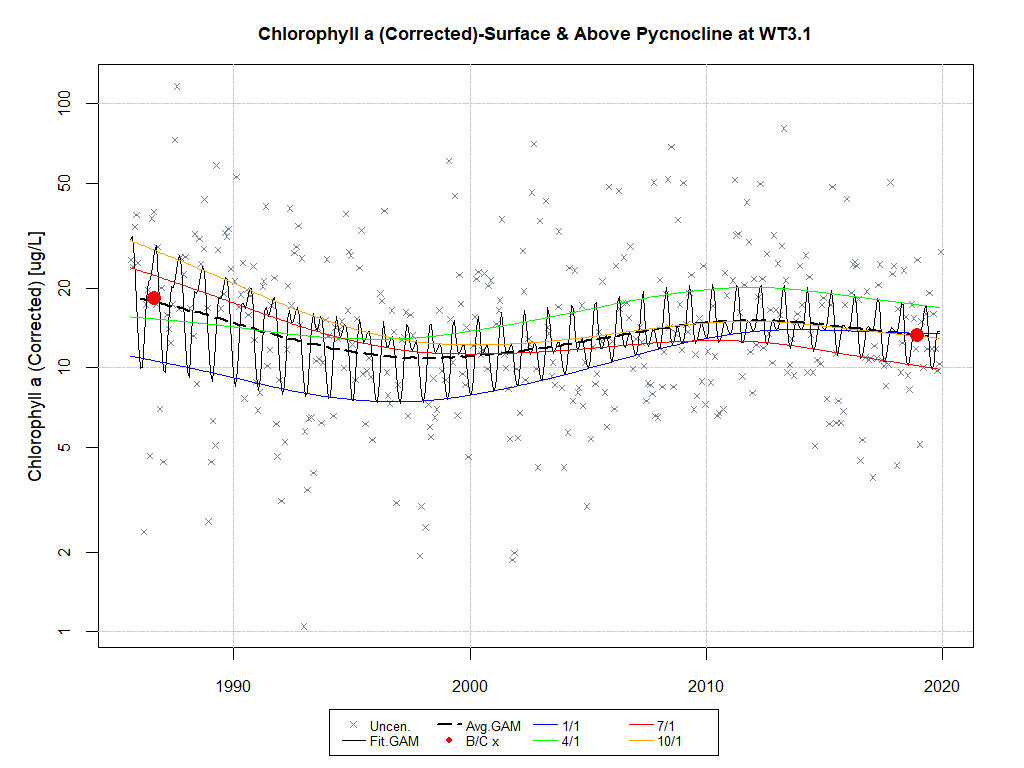 Chlorophyll a (Corrected)-Surface & Above Pycnocline at WT3.1
Chlorophyll a (Corrected) [ug/L]
100
50
20
10
5
2
1
1990 2000 2010 2020
Uncen. Avg.GAM 1/1 7/1
Fit.GAM B/C x 4/1 10/1